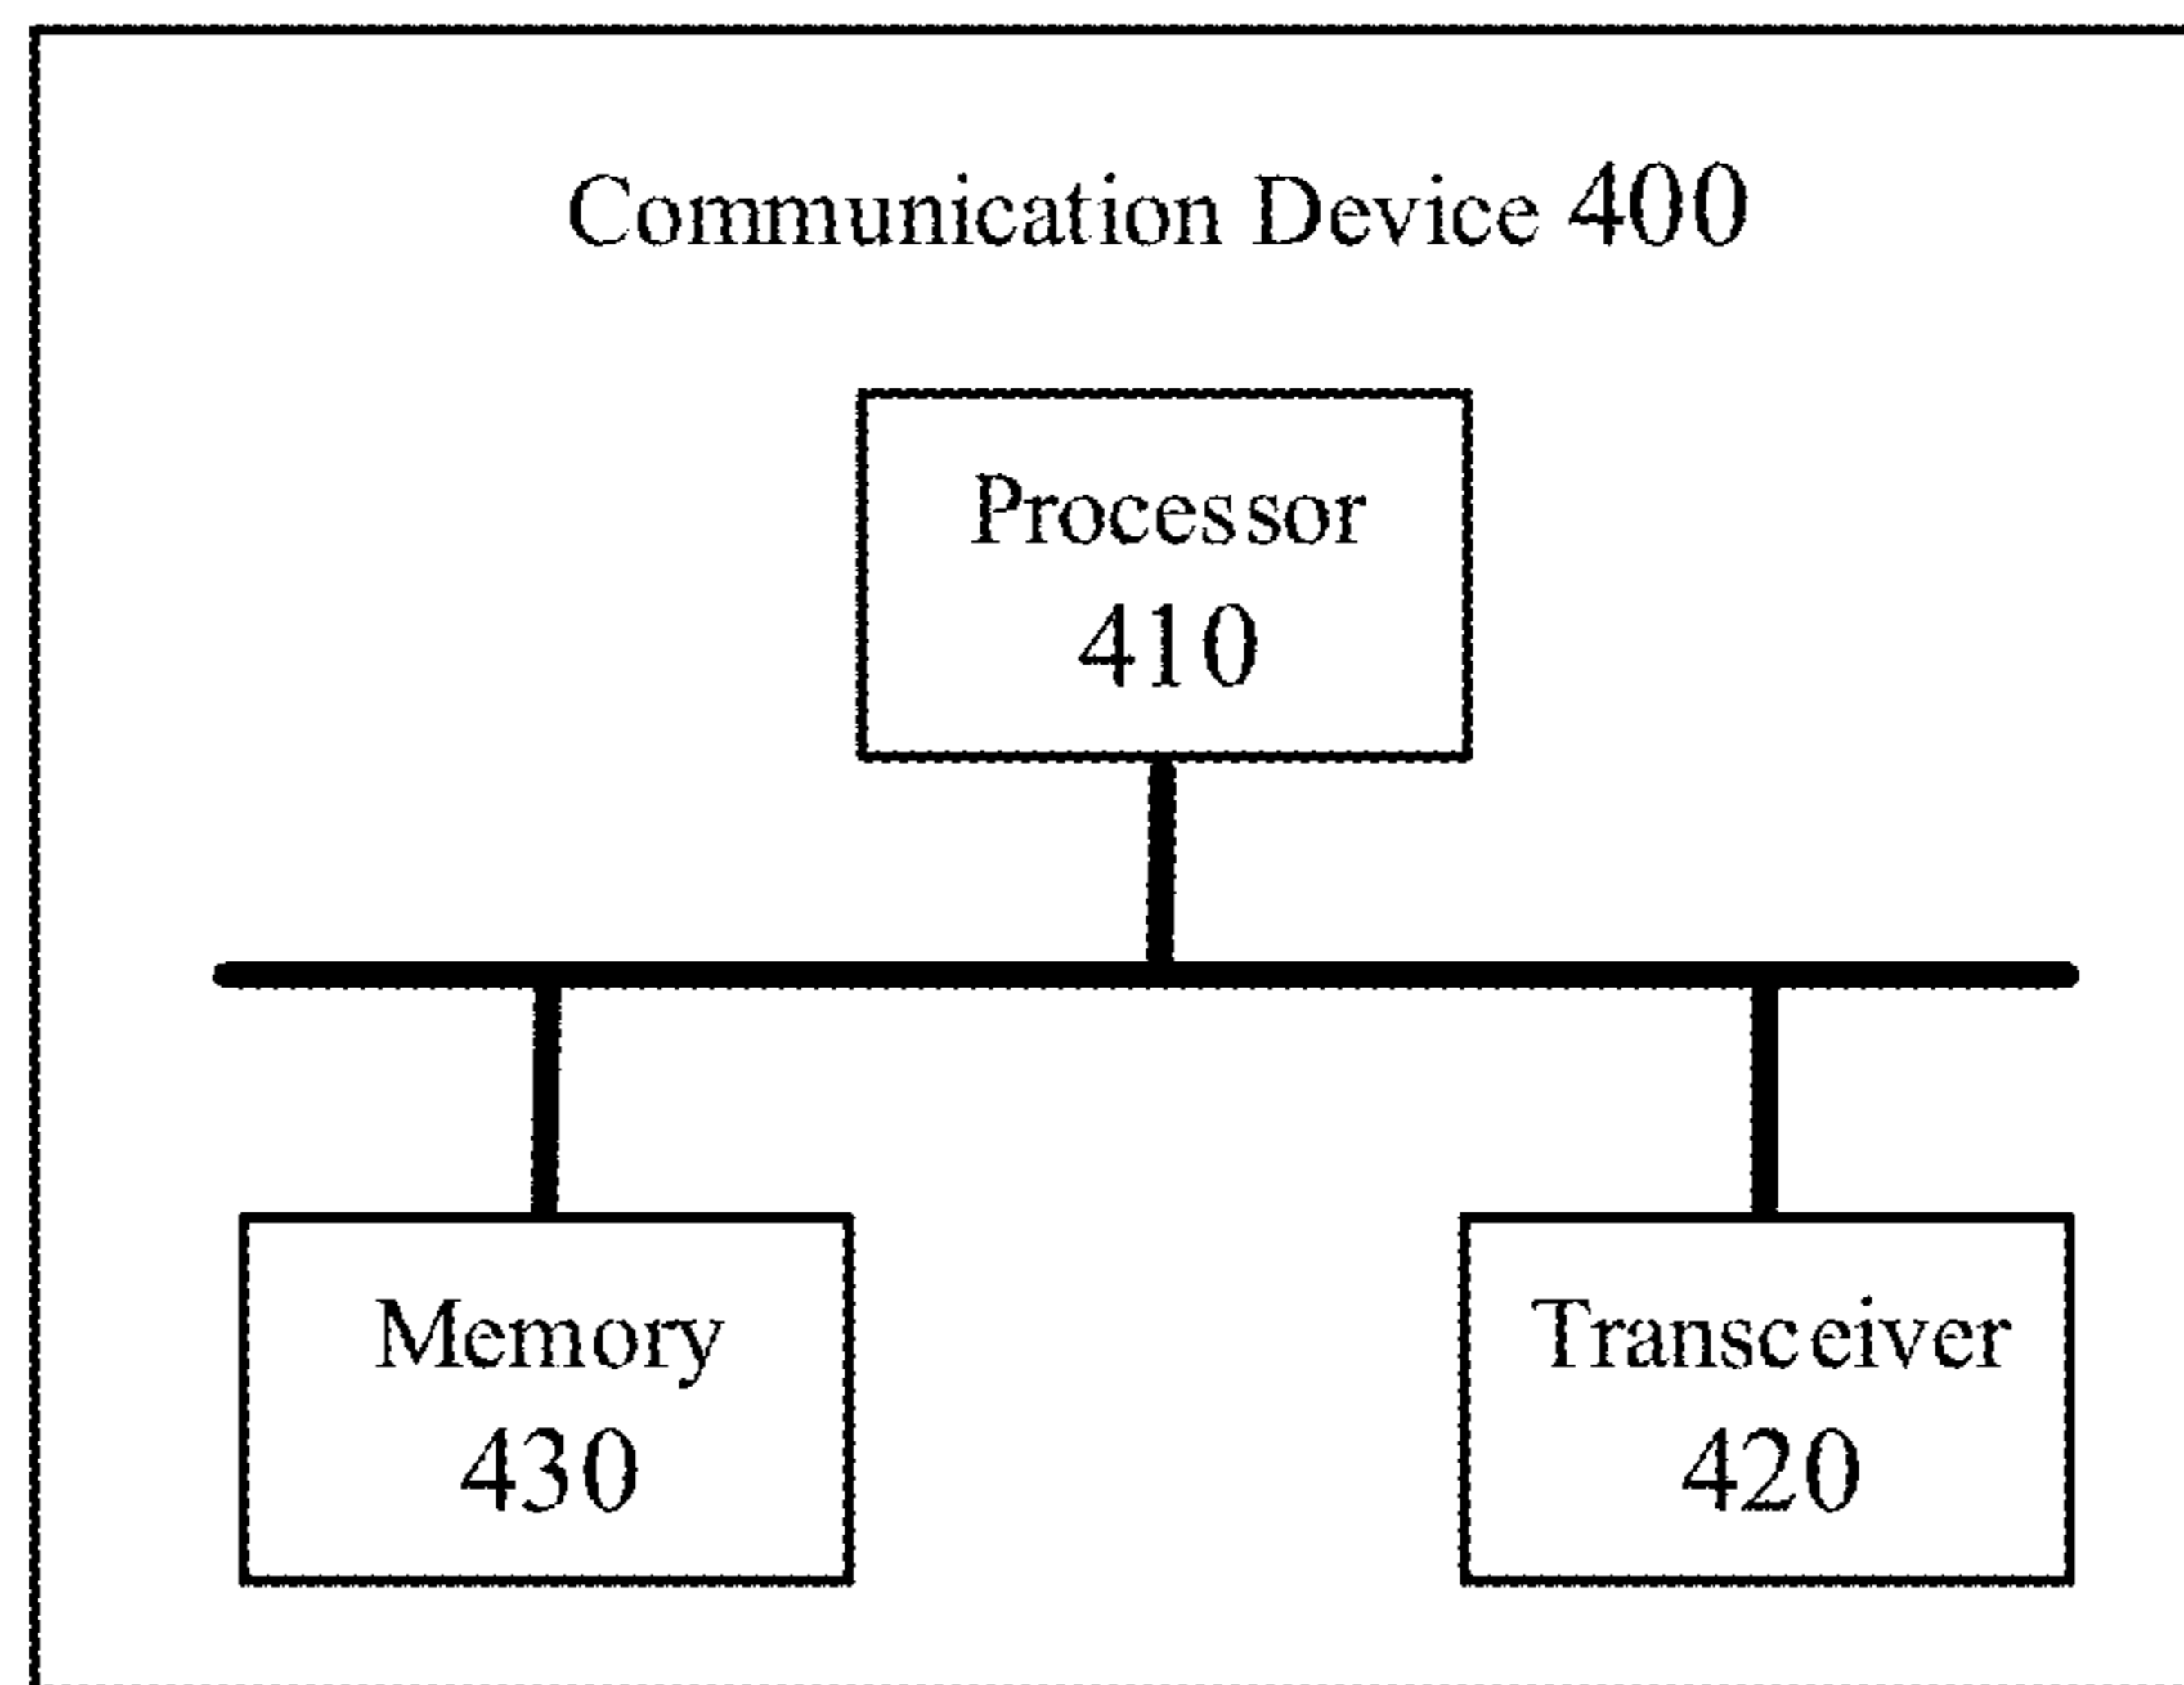 Communication Device 400
Processor
410
Memory
430
Transceiver
420